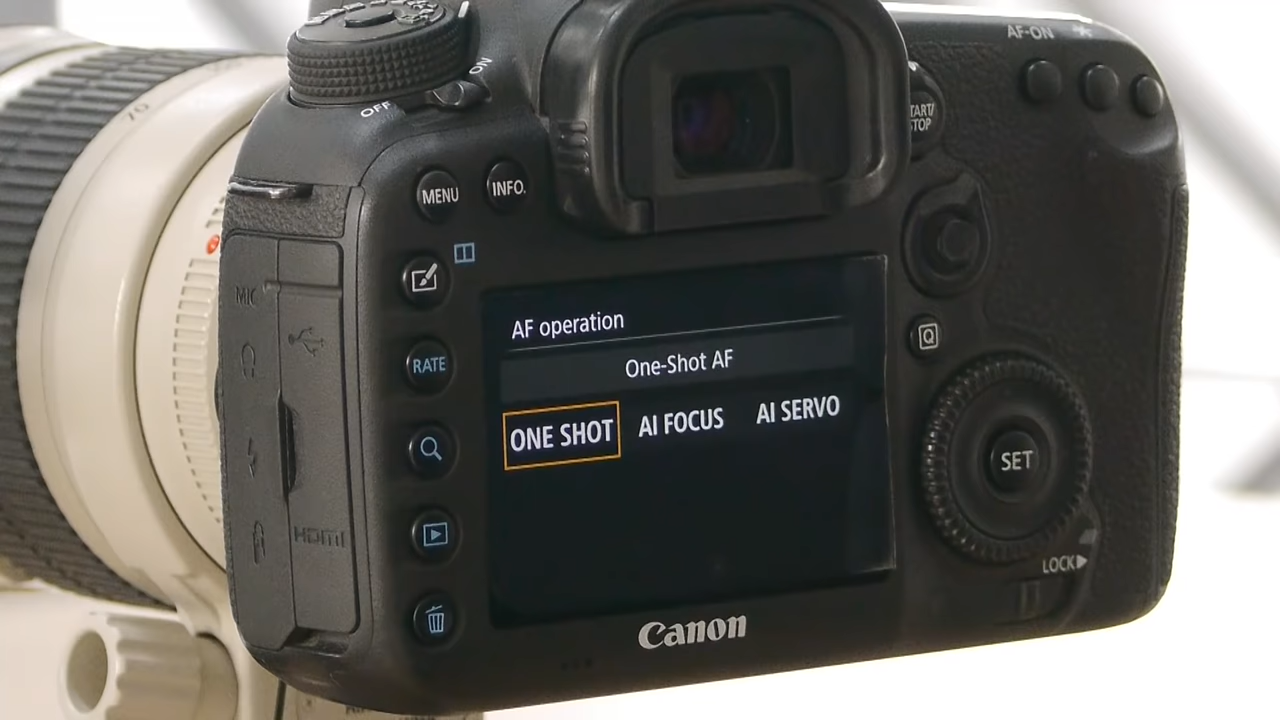 AF-ON
ON
OFF
70
START/
STOP
MENU
INFO.
MIC
RATE
Q
AF operation
One-Shot AF
ONE SHOT AI FOCUS AI SERVO
SET
HDMI
LOCK
Canon